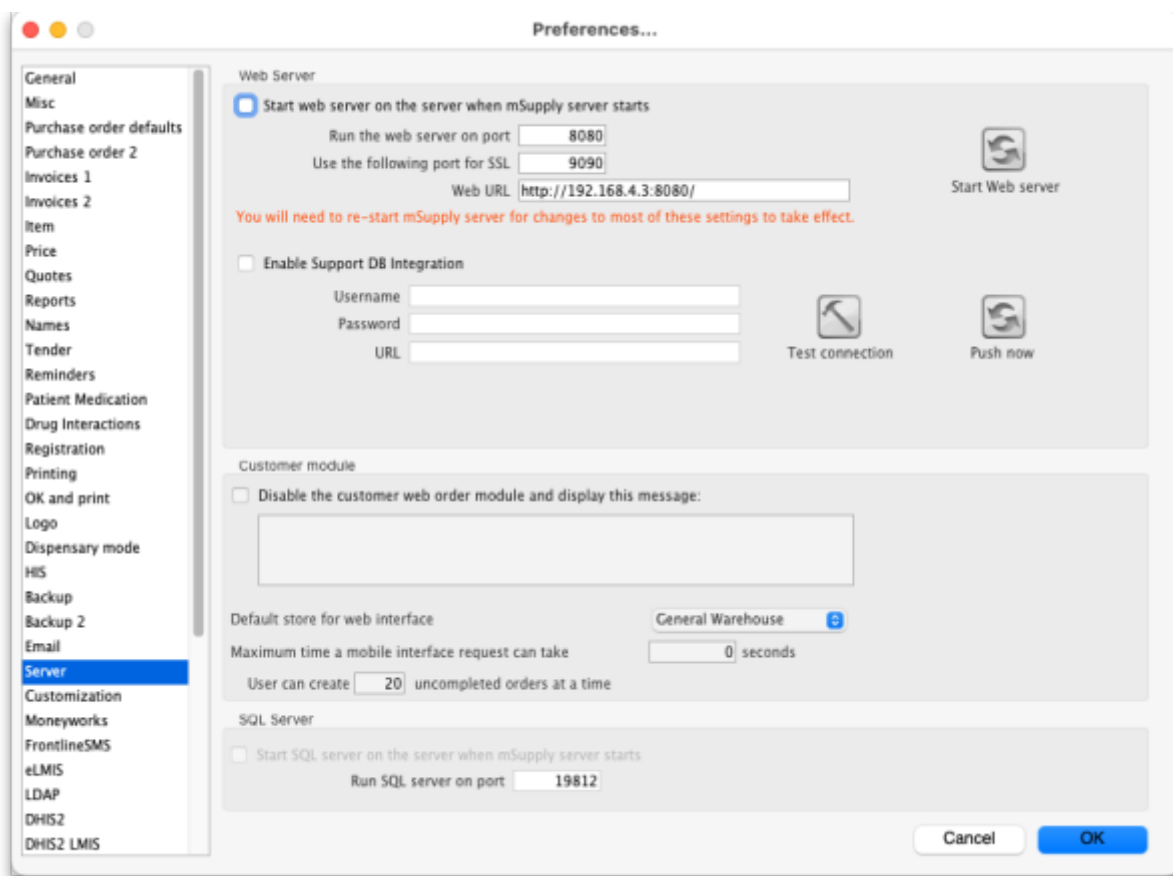 Preferences...
General
Misc
Purchase order defaults
Purchase order 2
Invoices 1
Invoices 2
Item
Price
Quotes
Reports
Names
Tender
Reminders
Patient Medication
Drug Interactions
Registration
Printing
OK and print
Logo
Dispensary mode
HIS
Backup
Backup 2
Email
Server
Customization
Moneyworks
FrontlineSMS
eLMIS
LDAP
DHIS2
DHIS2 LMIS
Web Server
Start web server on the server when mSupply server starts
Run the web server on port 8080
Use the following port for SSL 9090
Web URL http://192.168.4.3:8080/
Start Web server
You will need to re-start mSupply server for changes to most of these settings to take effect.
Enable Support DB Integration
Username
Password
URL
Test connection
Push now
Customer module
Disable the customer web order module and display this message:
Default store for web interface General Warehouse
Maximum time a mobile interface request can take 0 seconds
User can create 20 uncompleted orders at a time
SQL Server
Start SQL server on the server when mSupply server starts
Run SQL server on port 19812
Cancel
OK